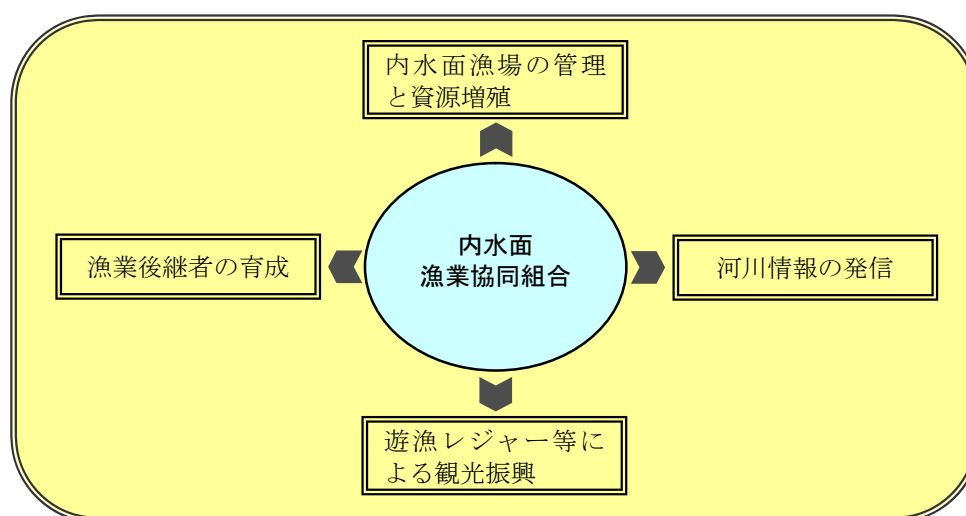 内水面漁場の管理
と資源増殖
内水面
漁業協同組合
漁業後継者の育成
河川情報の発信
遊漁レジャー等に
よる観光振興